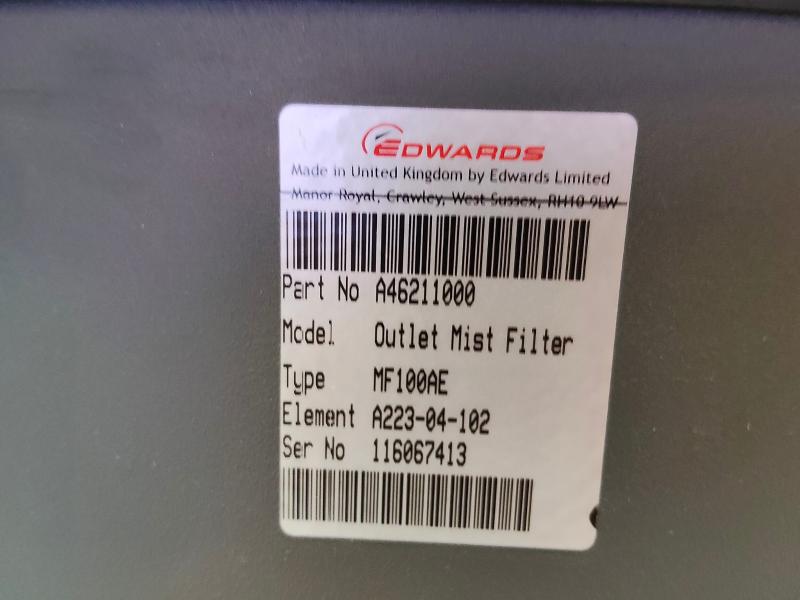 EDWARDS
Made in United Kingdom by Edwards Limited
Manor Royal, Crawley, West Sussex, RH10 9LW
Part No A46211000
Model Outlet Mist Filter
Type MF100AE
Element A223-04-102
Ser No 116067413